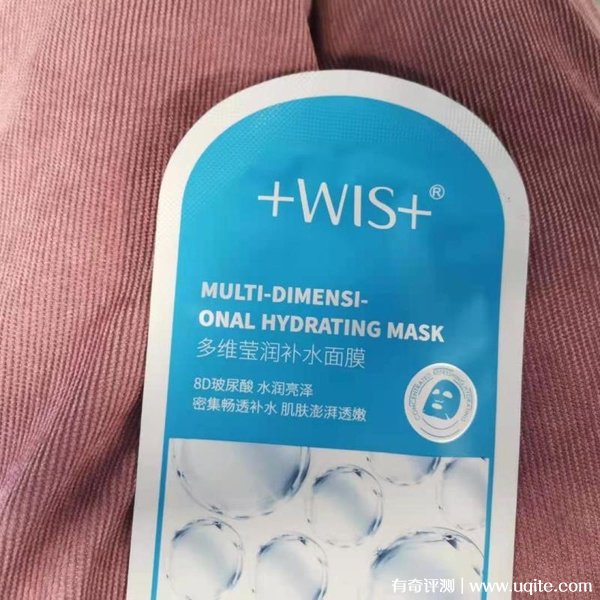 +WIS+®
MULTI-DIMENSI-
ONAL HYDRATING MASK
多维莹润补水面膜
8D玻尿酸 水润亮泽
密集畅透补水 肌肤澎湃透嫩
有奇评测 | www.uqite.com